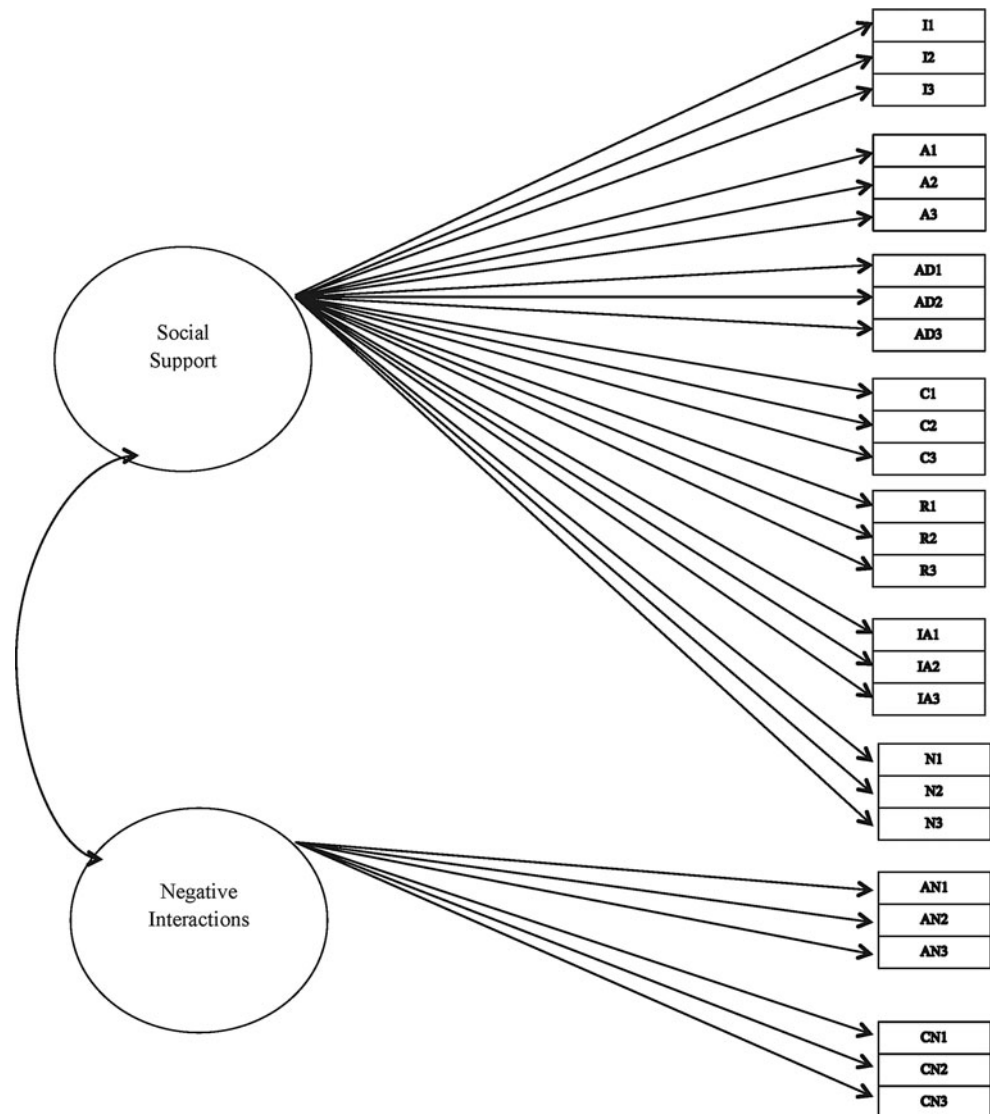 I1
I2
I3
A1
A2
A3
AD1
AD2
AD3
Social
Support
C1
C2
C3
R1
R2
R3
IA1
IA2
IA3
N1
N2
N3
Negative
Interactions
AN1
AN2
AN3
CN1
CN2
CN3